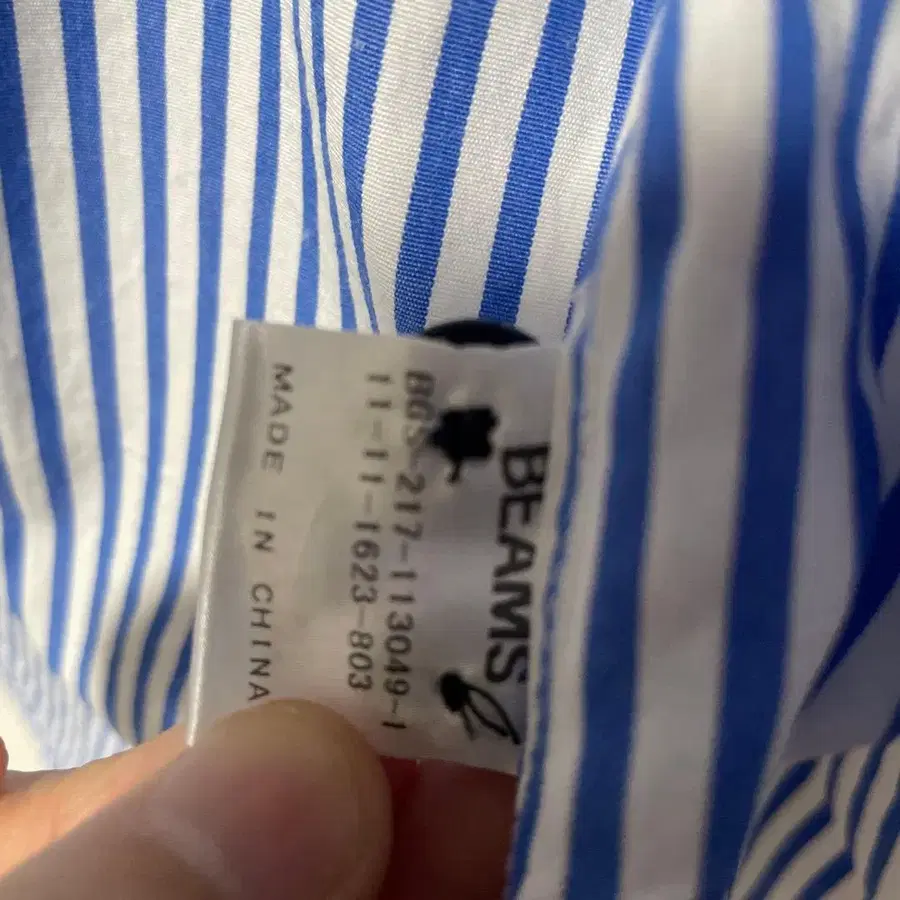 BEAMS
BGS-217-113049-1
11-11-1623-803
MADE IN CHINA